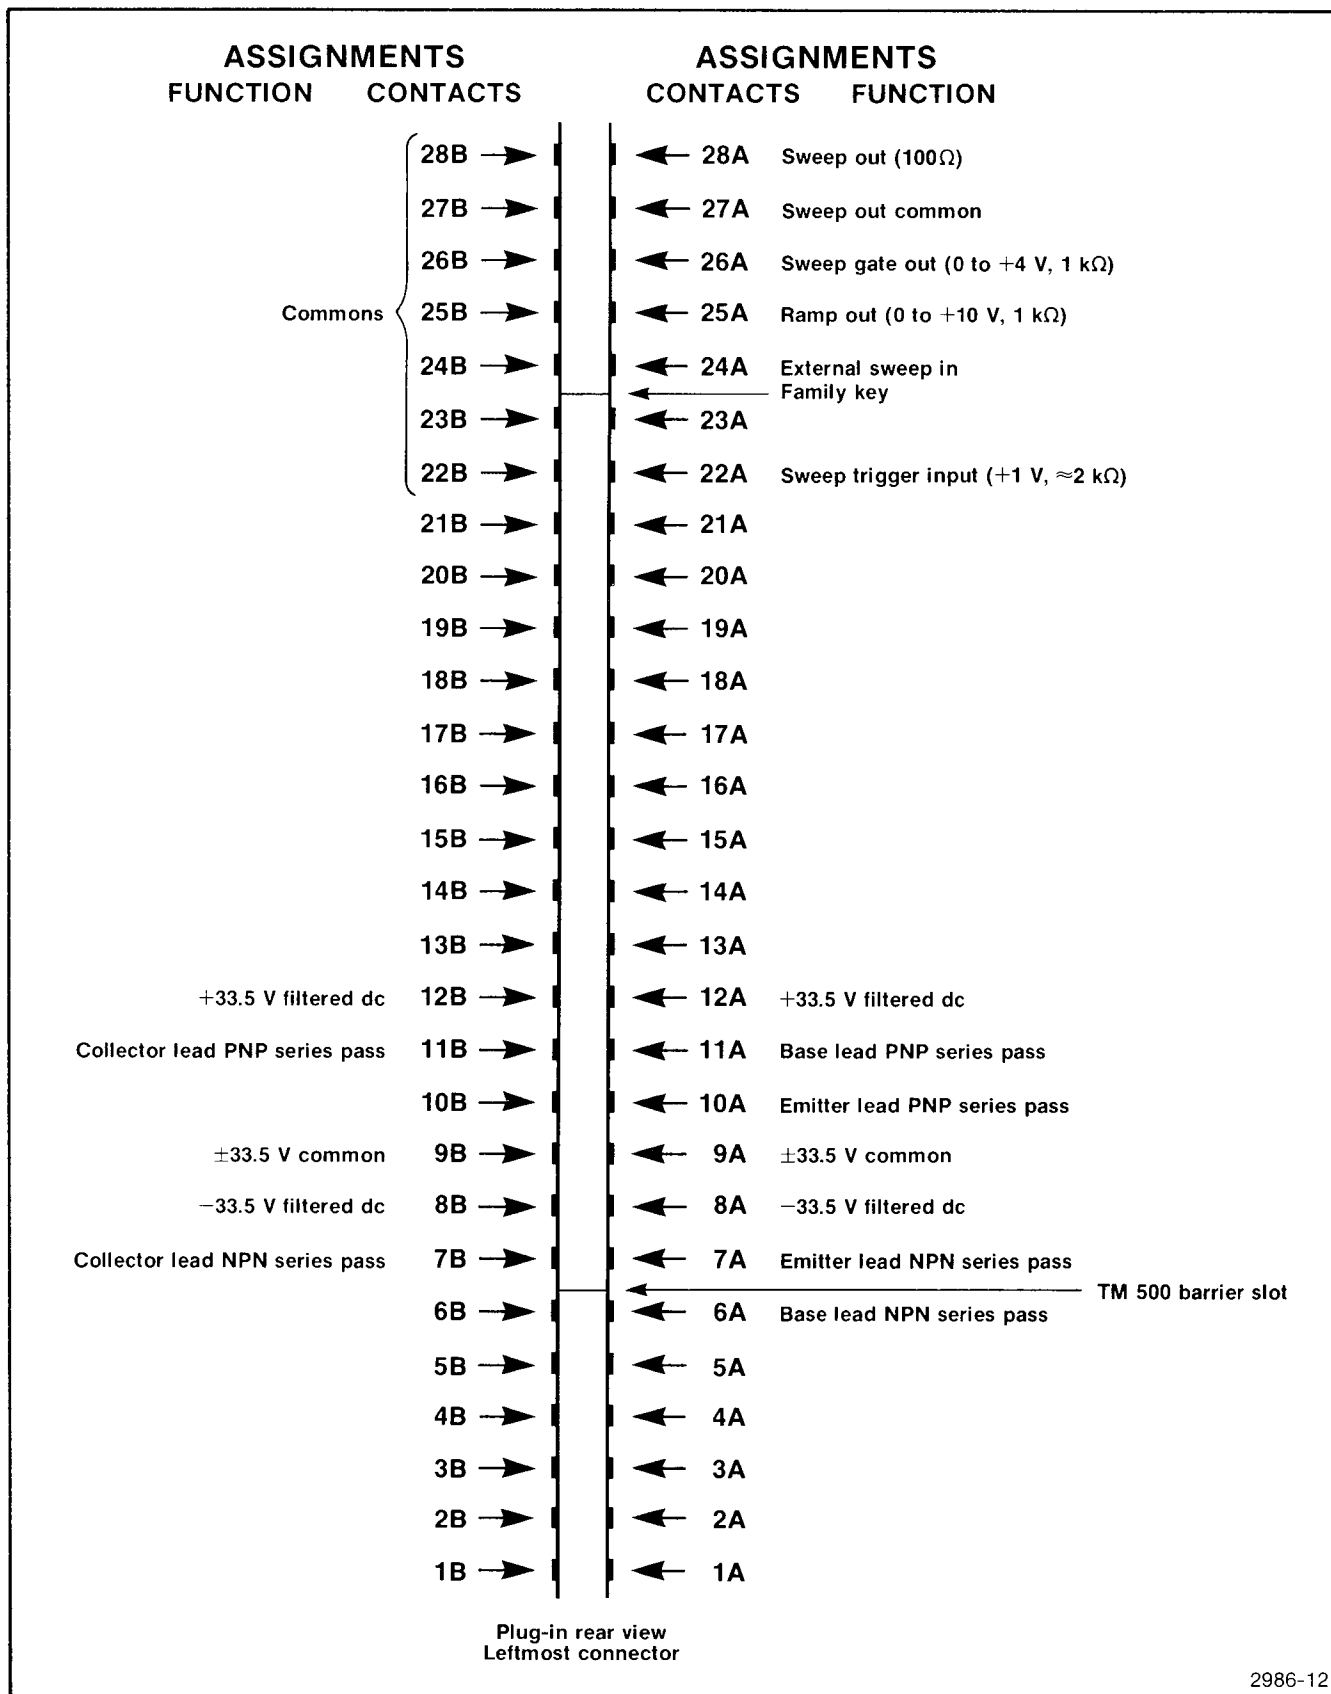 ASSIGNMENTS ASSIGNMENTS
FUNCTION CONTACTS CONTACTS FUNCTION
28B 28A Sweep out (100Ω)
27B 27A Sweep out common
26B 26A Sweep gate out (0 to +4 V, 1 kΩ)
Commons 25B 25A Ramp out (0 to +10 V, 1 kΩ)
24B 24A External sweep in
Family key
23B 23A
22B 22A Sweep trigger input (+1 V, ≈2 kΩ)
21B 21A
20B 20A
19B 19A
18B 18A
17B 17A
16B 16A
15B 15A
14B 14A
13B 13A
+33.5 V filtered dc 12B 12A +33.5 V filtered dc
Collector lead PNP series pass 11B 11A Base lead PNP series pass
10B 10A Emitter lead PNP series pass
±33.5 V common 9B 9A ±33.5 V common
−33.5 V filtered dc 8B 8A −33.5 V filtered dc
Collector lead NPN series pass 7B 7A Emitter lead NPN series pass
TM 500 barrier slot
6B 6A Base lead NPN series pass
5B 5A
4B 4A
3B 3A
2B 2A
1B 1A
Plug-in rear view
Leftmost connector
2986-12